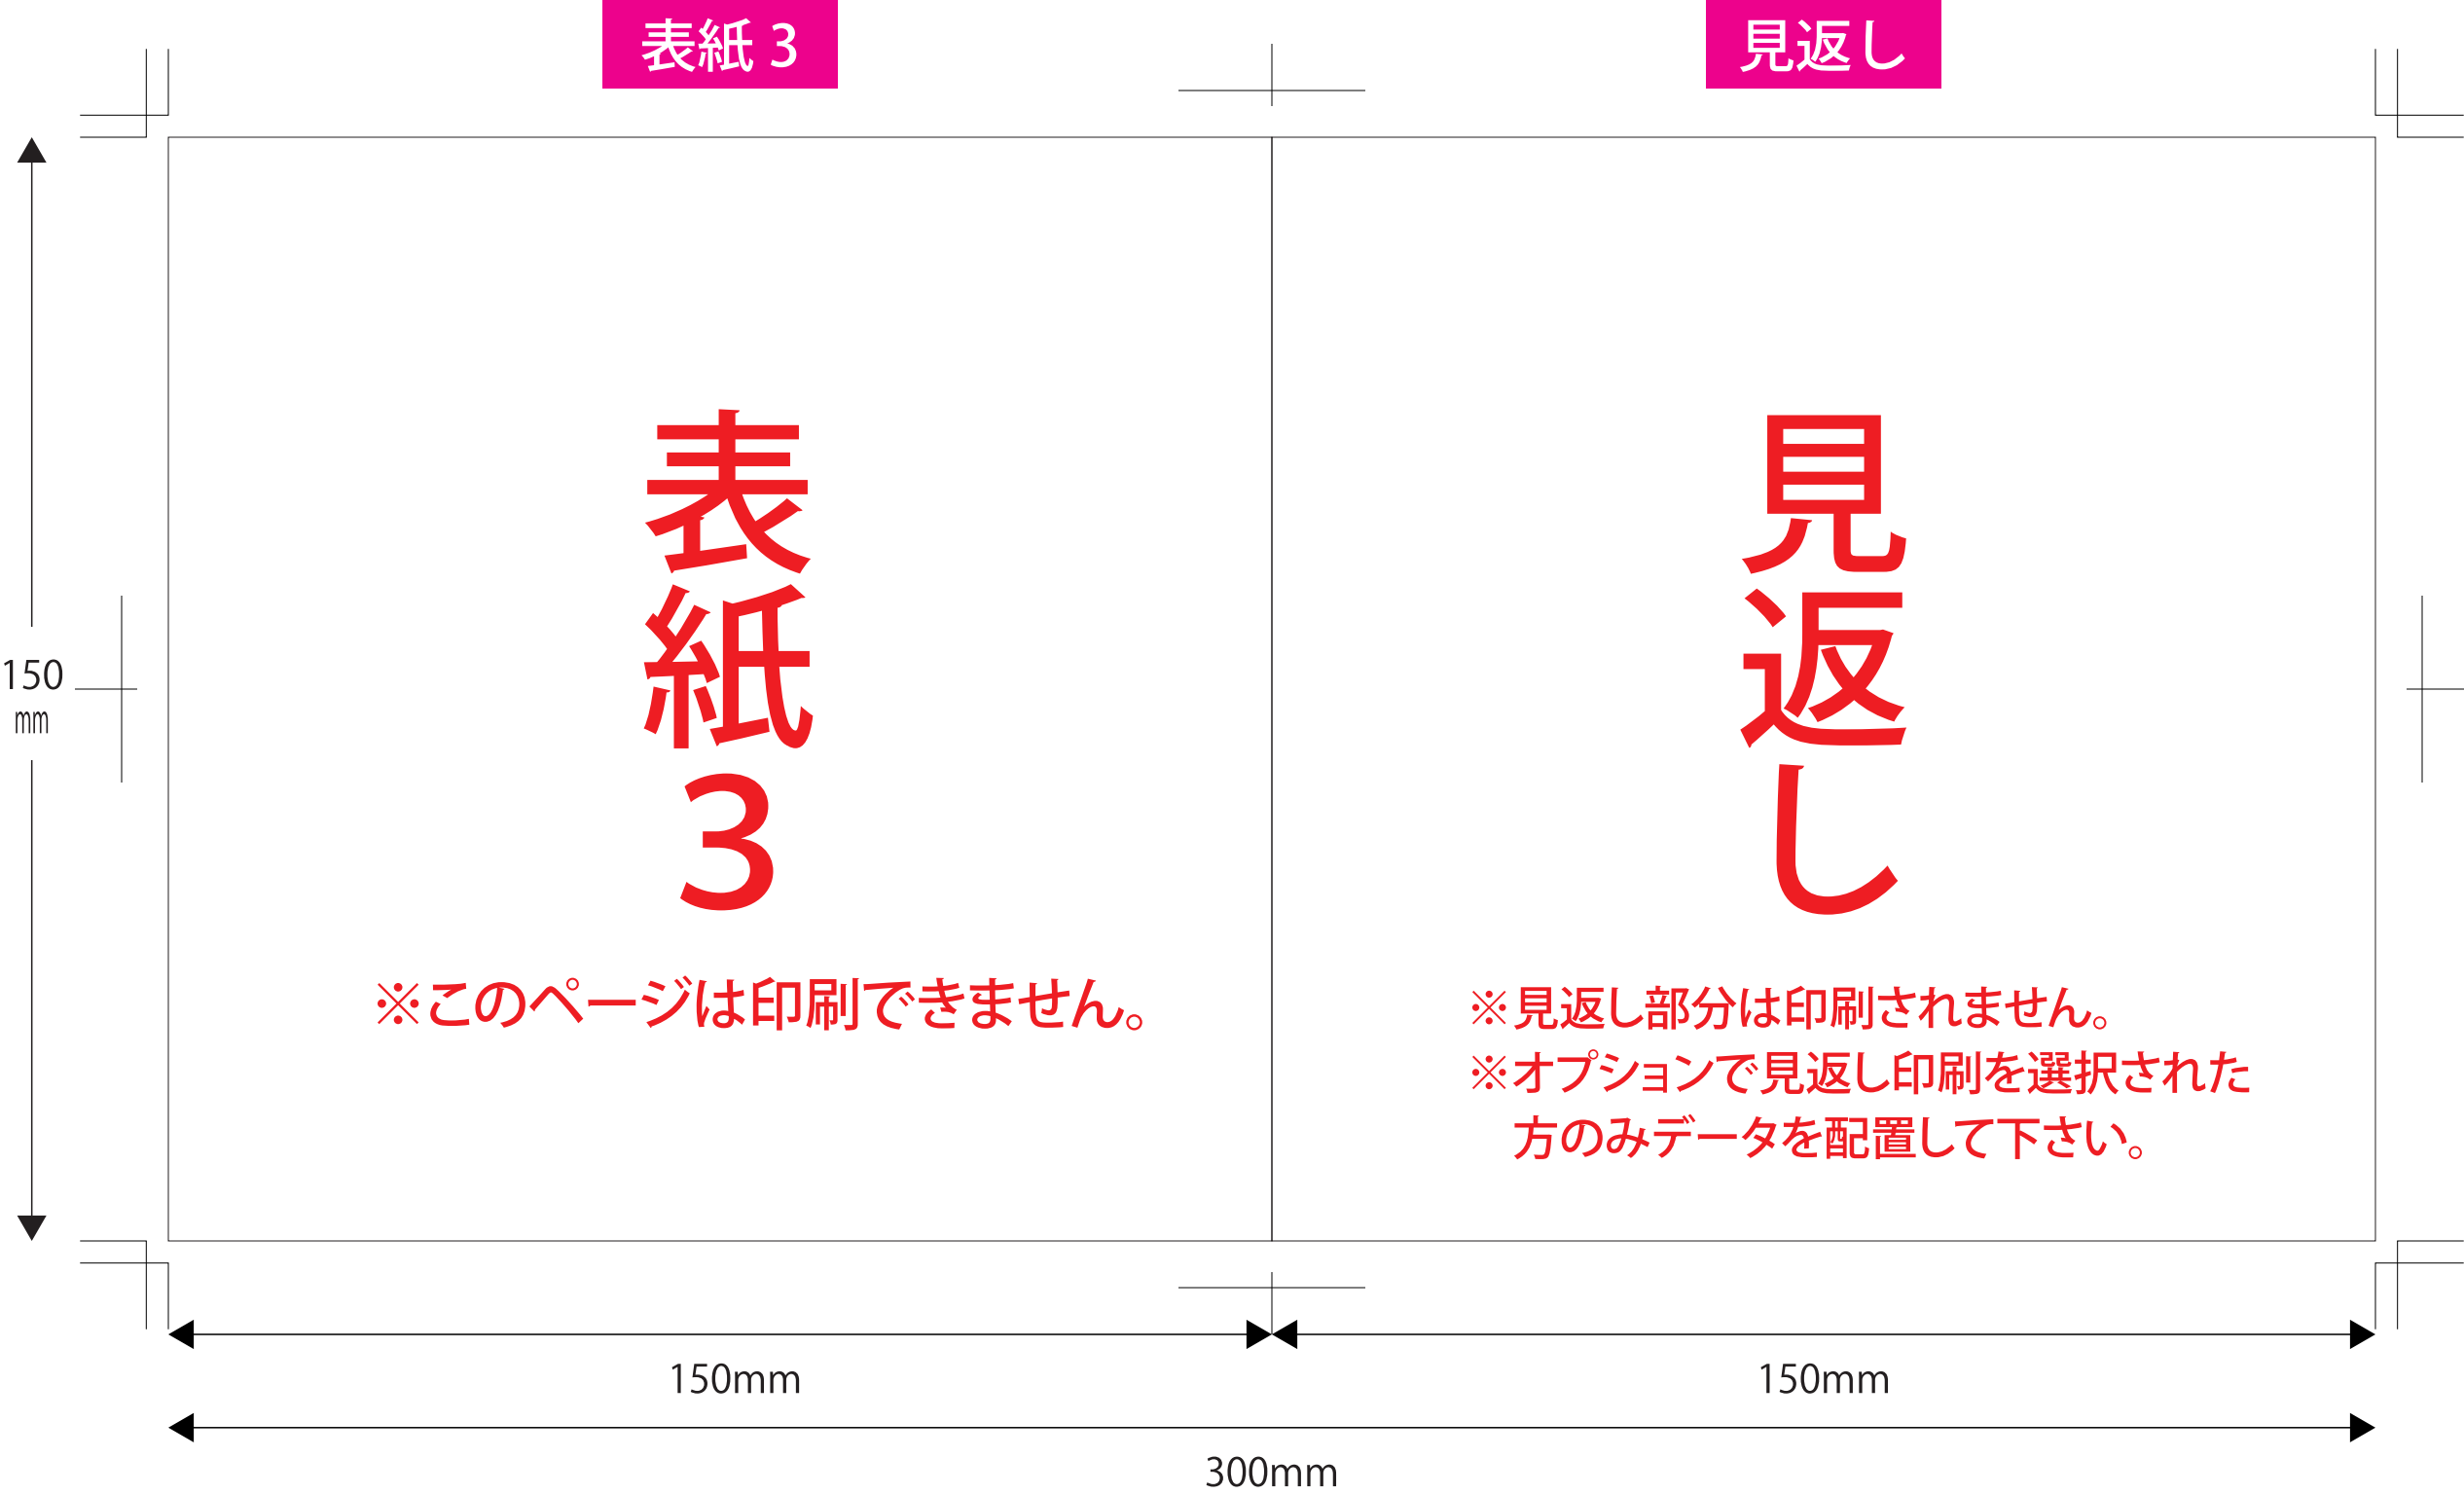 表紙 3
見返し
表紙3
見返し
※このページは印刷できません。
※見返し部分は印刷されません。
※オプションで見返し印刷を選択された
方のみデータを配置して下さい。
150
mm
150mm
150mm
300mm